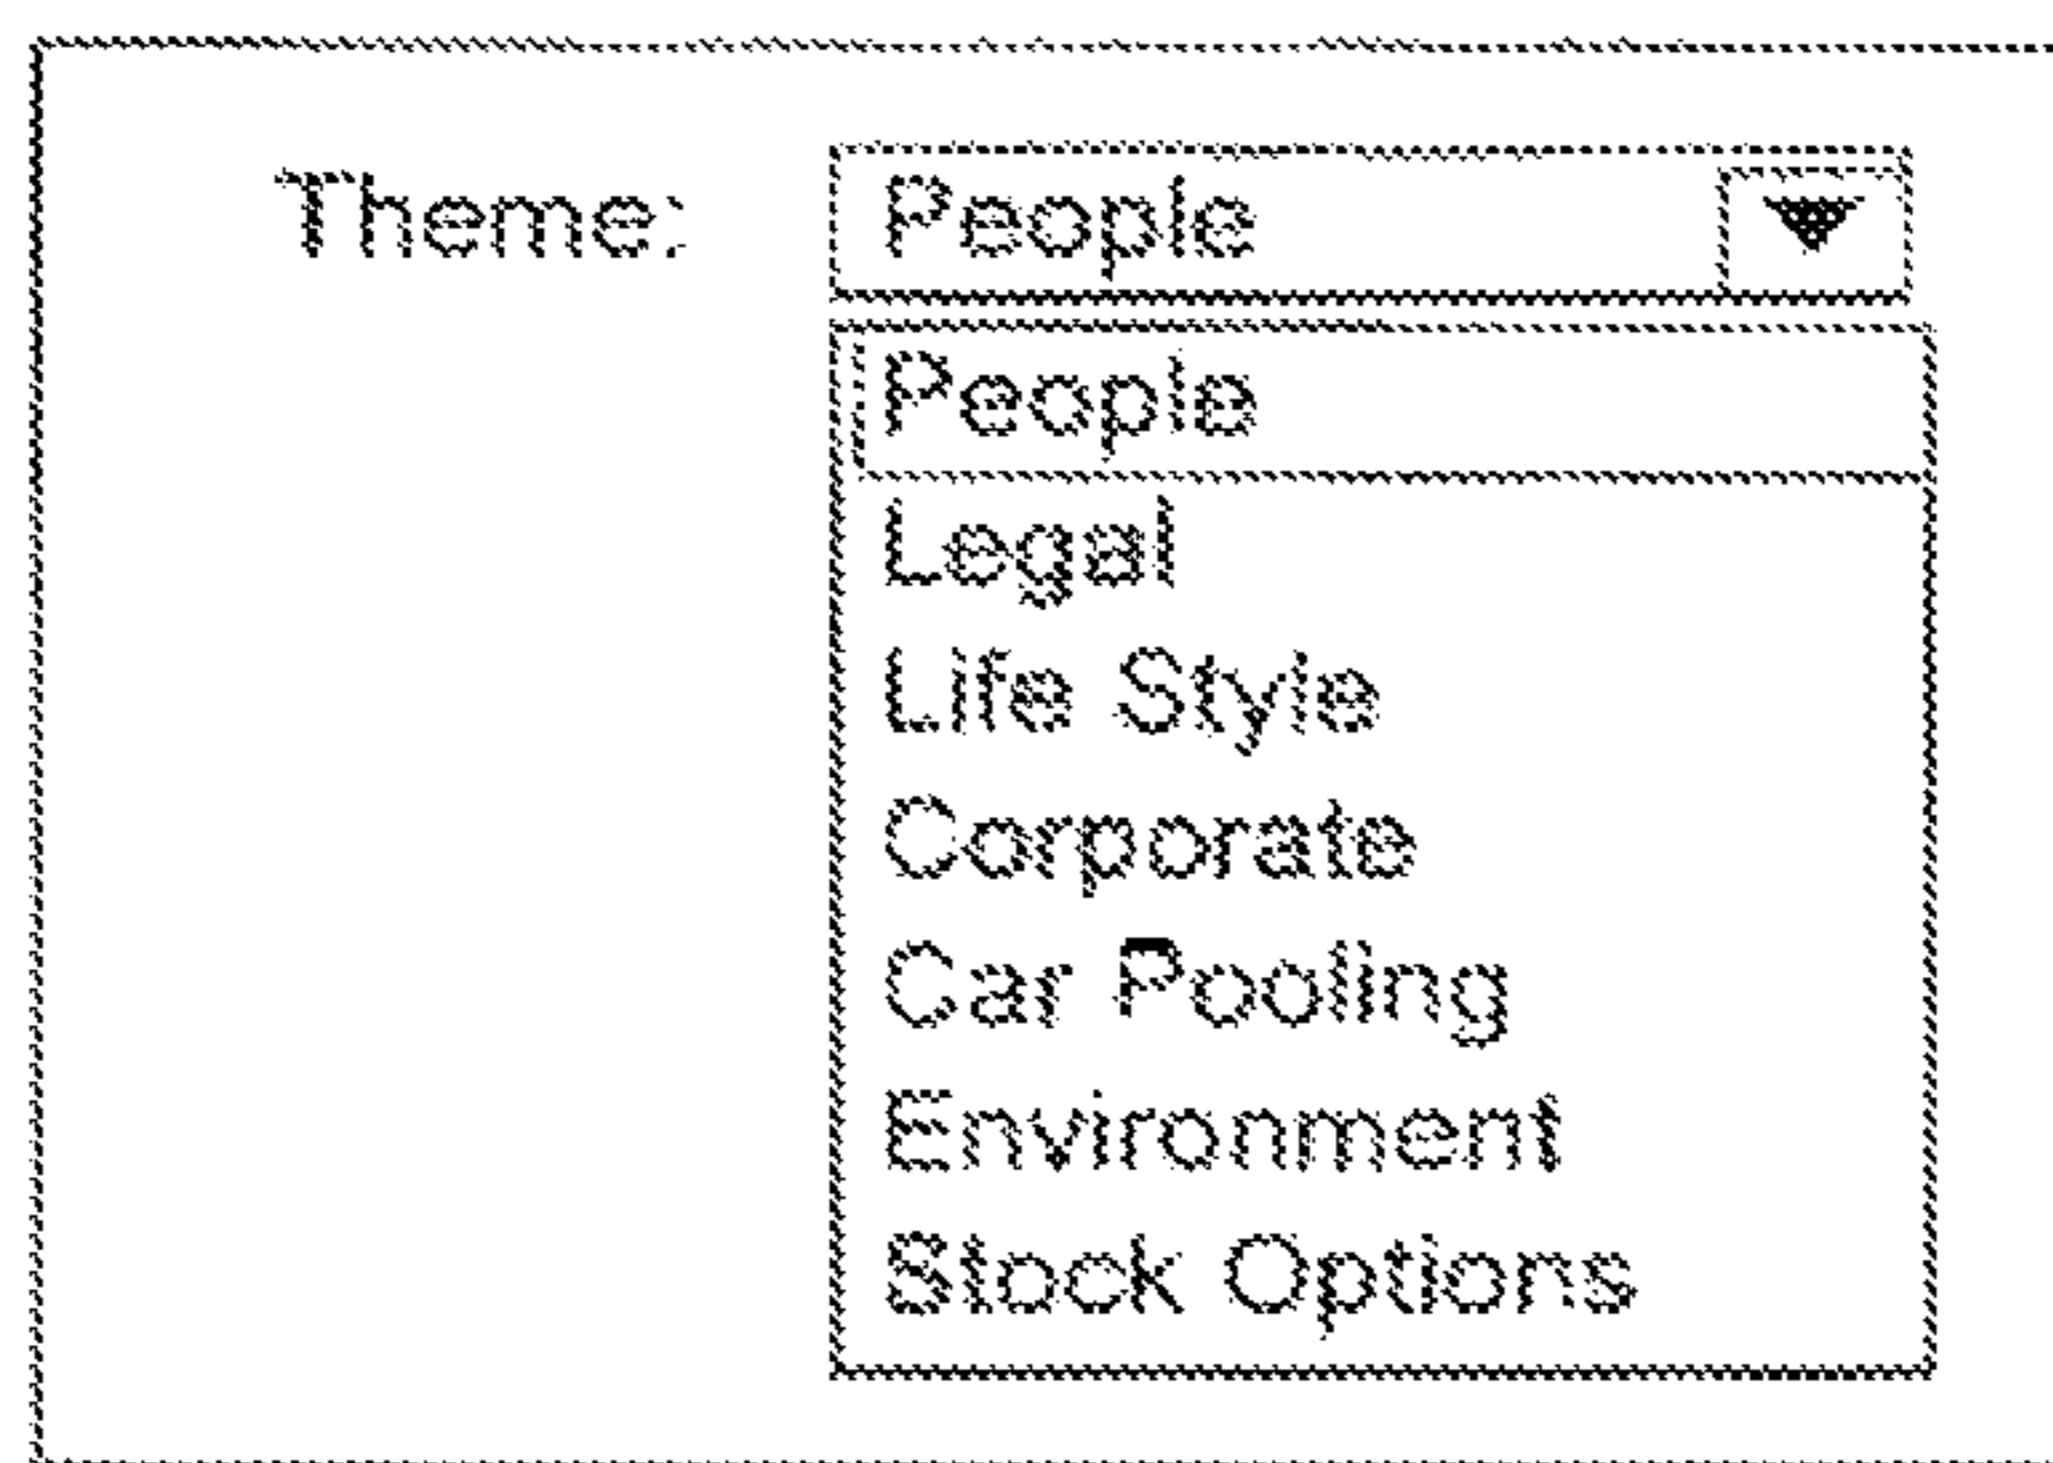 Theme: People
People
Legal
Life Style
Corporate
Car Pooling
Environment
Stock Options